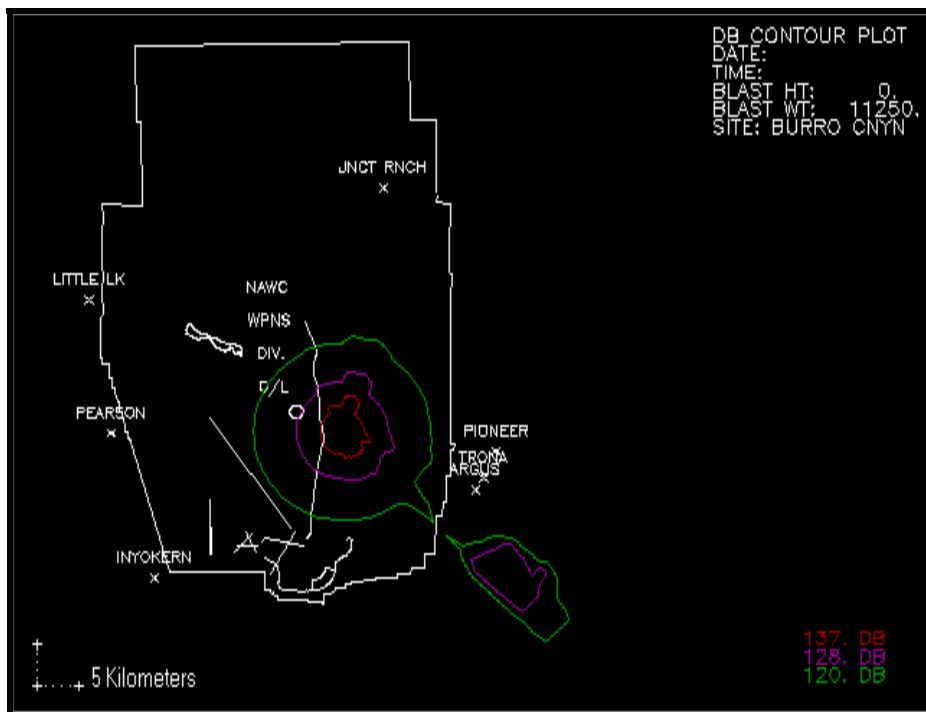 DB CONTOUR PLOT
DATE:
TIME:
BLAST HT: 0.
BLAST WT: 11250.
SITE: BURRO CNYN
JNCT RNCH
LITTLE LK
NAWC
WPNS
DIV.
C/L
PEARSON
PIONEER
TRONA
ARGUS
INYOKERN
137. DB
128. DB
120. DB
5 Kilometers